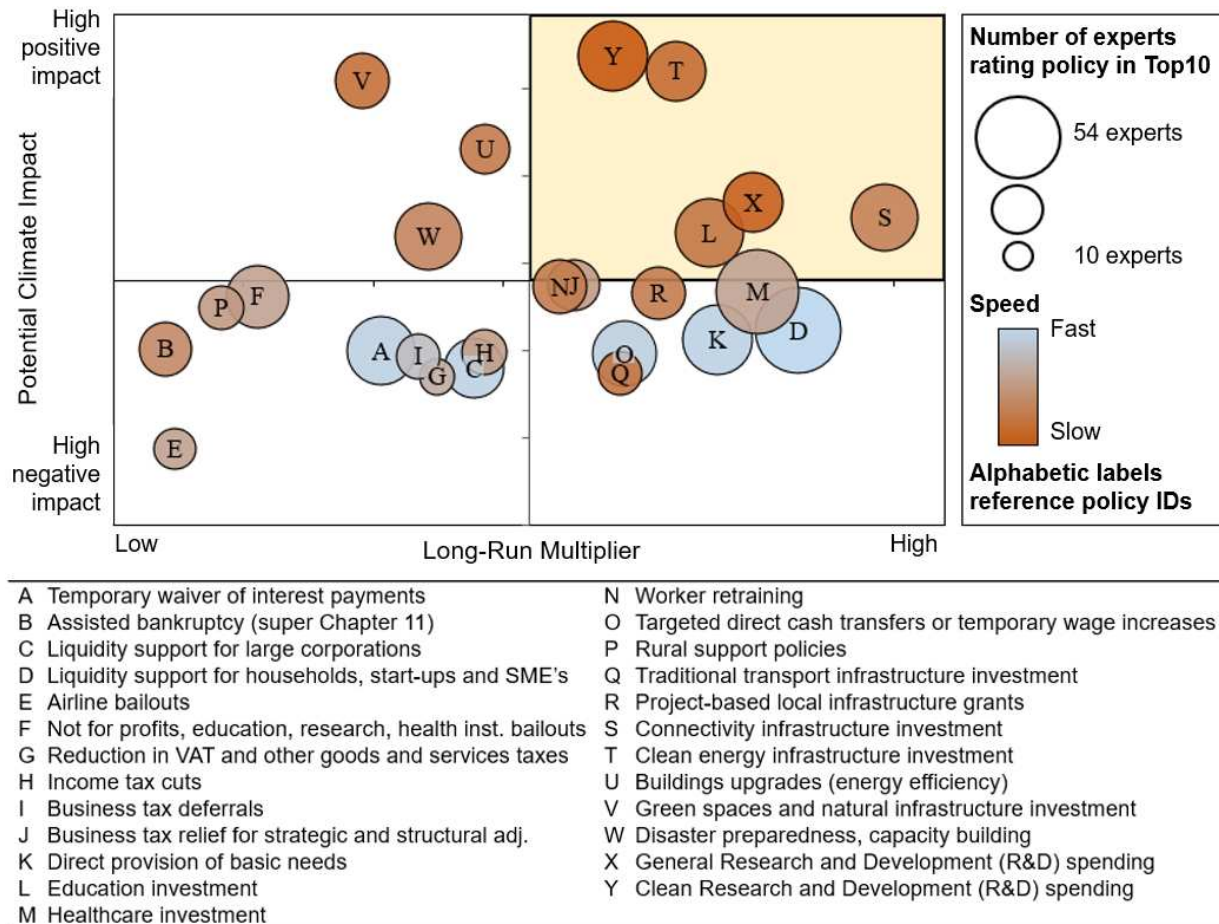 High
positive
impact
Potential Climate Impact
High
negative
impact
Y
T
V
U
X
S
L
W
N
J
R
M
F
P
D
K
B
A
I
H
C
G
O
Q
E
Low
Long-Run Multiplier
High
Number of experts
rating policy in Top10
54 experts
10 experts
Speed
Fast
Slow
Alphabetic labels
reference policy IDs
A Temporary waiver of interest payments
B Assisted bankruptcy (super Chapter 11)
C Liquidity support for large corporations
D Liquidity support for households, start-ups and SME's
E Airline bailouts
F Not for profits, education, research, health inst. bailouts
G Reduction in VAT and other goods and services taxes
H Income tax cuts
I Business tax deferrals
J Business tax relief for strategic and structural adj.
K Direct provision of basic needs
L Education investment
M Healthcare investment
N Worker retraining
O Targeted direct cash transfers or temporary wage increases
P Rural support policies
Q Traditional transport infrastructure investment
R Project-based local infrastructure grants
S Connectivity infrastructure investment
T Clean energy infrastructure investment
U Buildings upgrades (energy efficiency)
V Green spaces and natural infrastructure investment
W Disaster preparedness, capacity building
X General Research and Development (R&D) spending
Y Clean Research and Development (R&D) spending